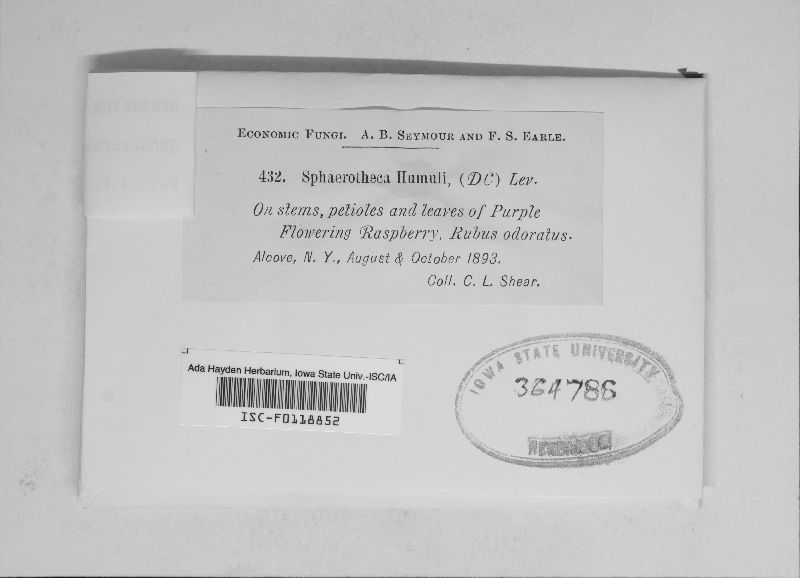 ECONOMIC FUNGI. A. B. SEYMOUR AND F. S. EARLE.
432. Sphaerotheca Humuli, (DC) Lev.
On stems, petioles and leaves of Purple
Flowering Raspberry, Rubus odoratus.
Alcove, N. Y., August & October 1893.
Coll. C. L. Shear.
Ada Hayden Herbarium, Iowa State Univ.-ISC/IA
ISC-F0118852
IOWA STATE UNIVERSITY
364786
HERBARIUM